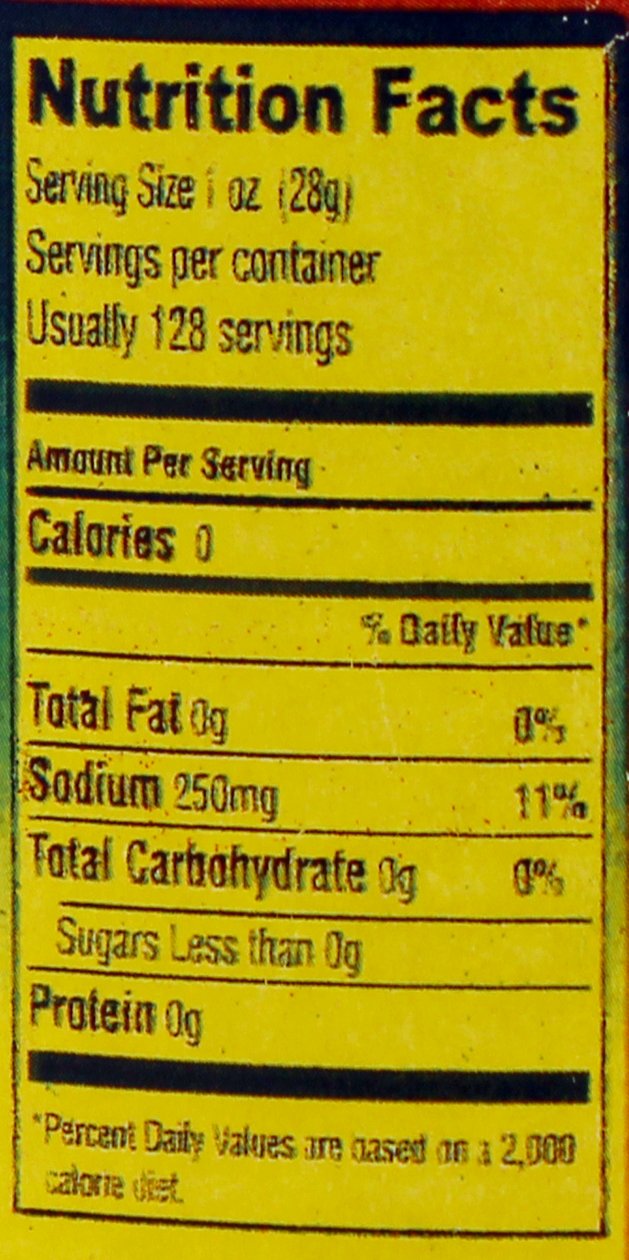 Nutrition Facts
Serving Size 1 oz (28g)
Servings per container
Usually 128 servings
Amount Per Serving
Calories 0
% Daily Value*
Total Fat 0g 0%
Sodium 250mg 11%
Total Carbohydrate 0g 0%
Sugars Less than 0g
Protein 0g
*Percent Daily Values are based on a 2,000
calorie diet.